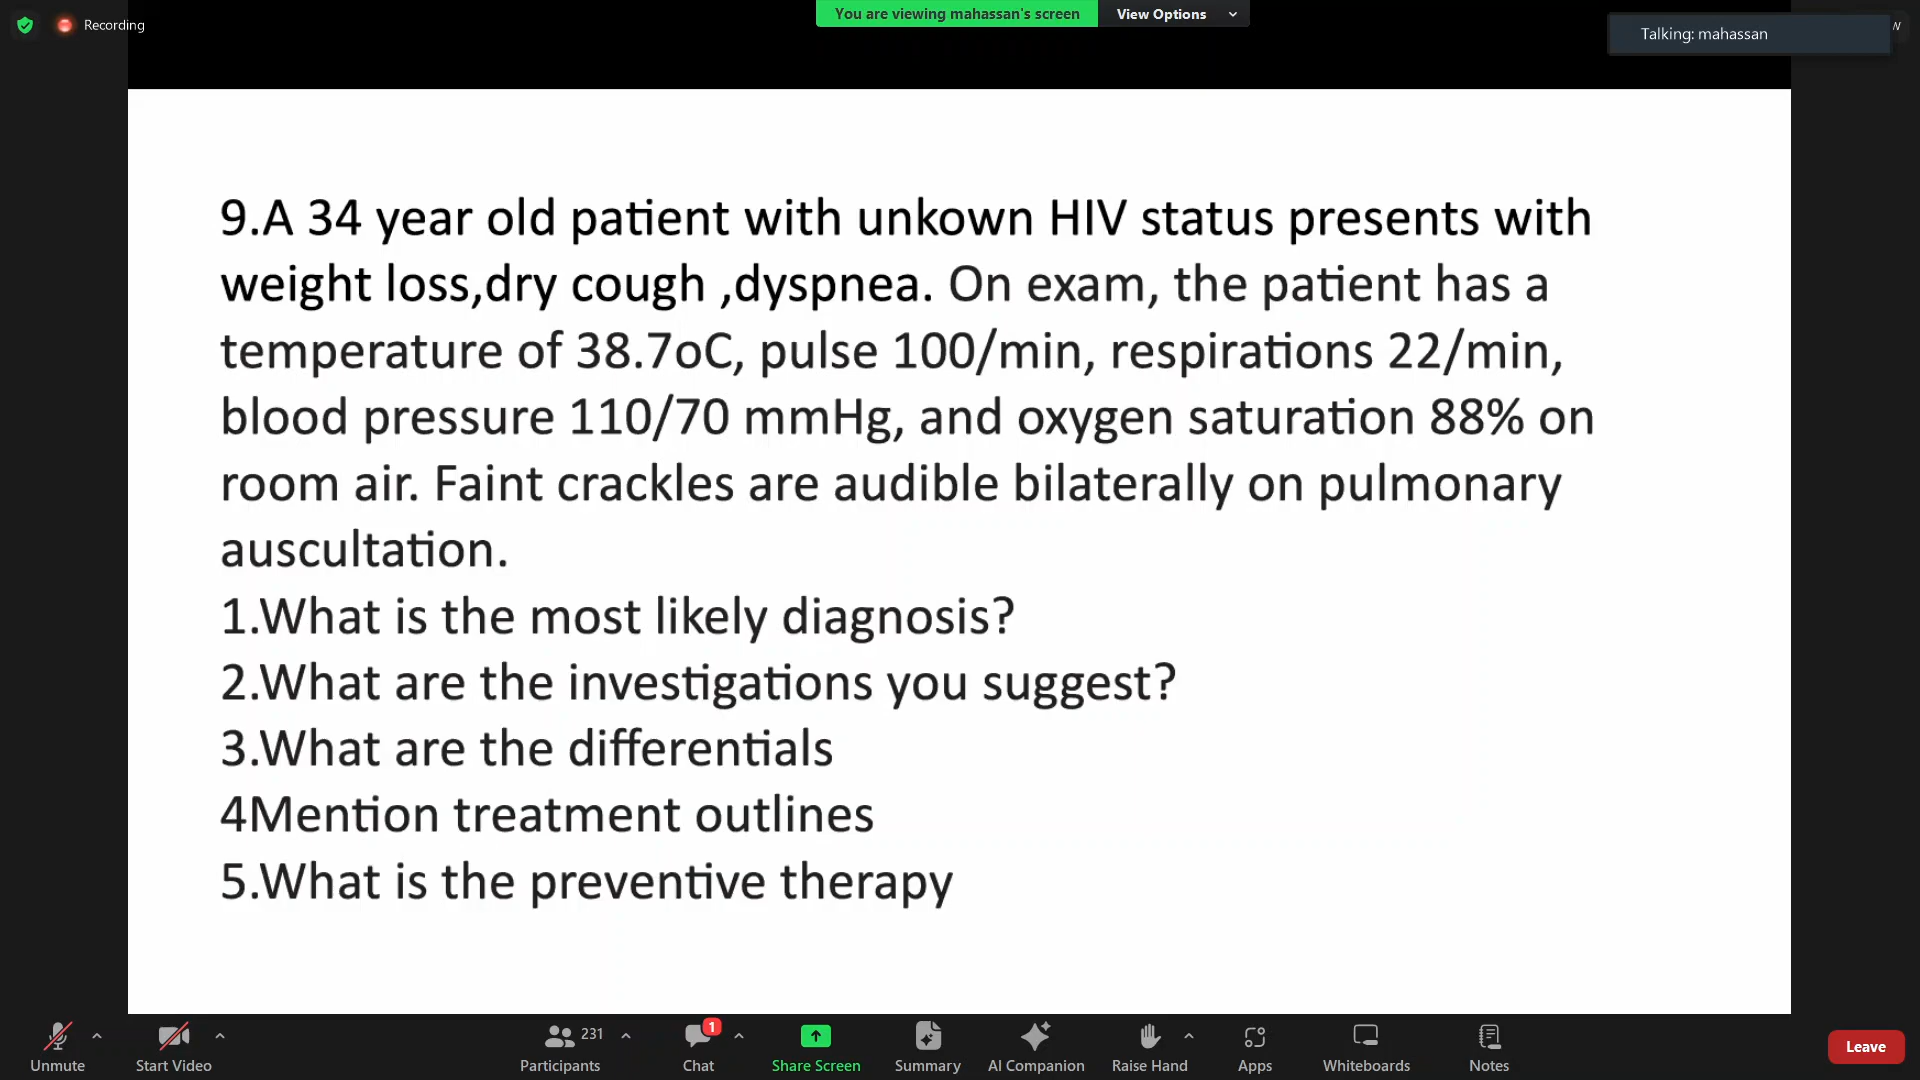 You are viewing mahassan's screen
View Options
Recording
Talking: mahassan
9.A 34 year old patient with unkown HIV status presents with
weight loss,dry cough ,dyspnea. On exam, the patient has a
temperature of 38.7oC, pulse 100/min, respirations 22/min,
blood pressure 110/70 mmHg, and oxygen saturation 88% on
room air. Faint crackles are audible bilaterally on pulmonary
auscultation.
1.What is the most likely diagnosis?
2.What are the investigations you suggest?
3.What are the differentials
4Mention treatment outlines
5.What is the preventive therapy
231
1
Unmute
Start Video
Participants
Chat
Share Screen
Summary
AI Companion
Raise Hand
Apps
Whiteboards
Notes
Leave